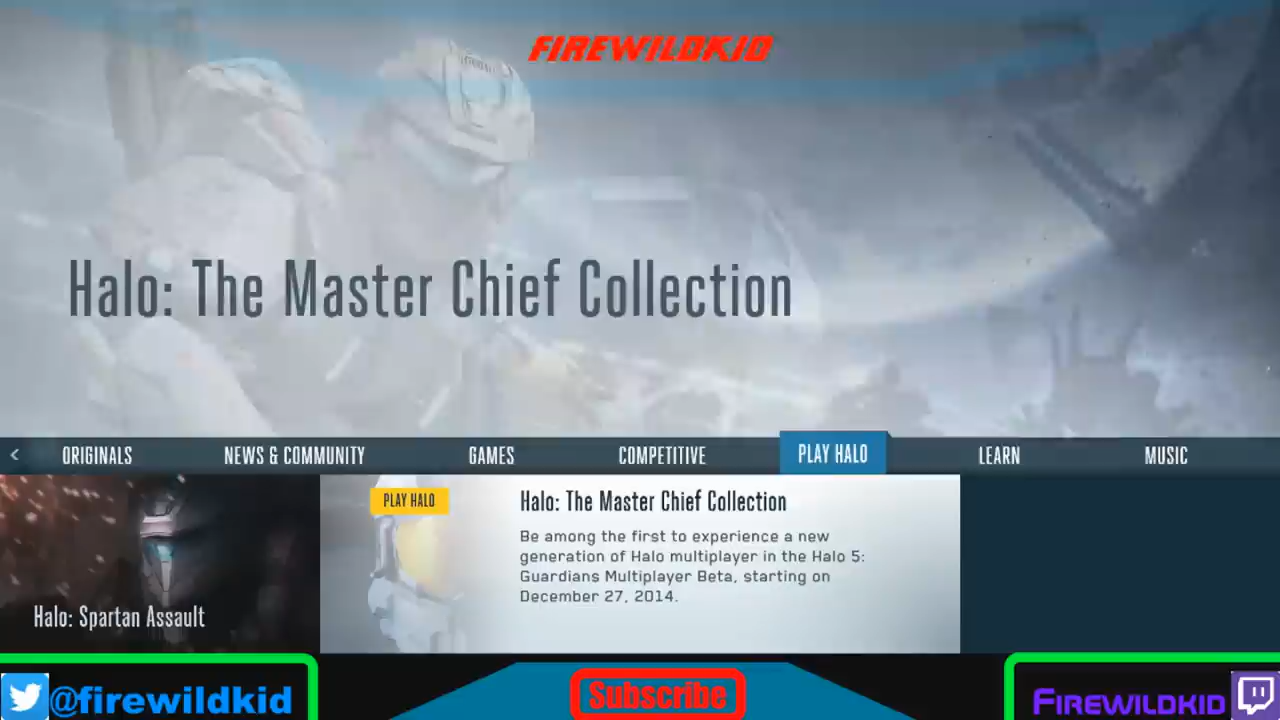 FIREWILDKID
Halo: The Master Chief Collection
ORIGINALS NEWS & COMMUNITY GAMES COMPETITIVE PLAY HALO LEARN MUSIC
Halo: Spartan Assault
PLAY HALO
Halo: The Master Chief Collection
Be among the first to experience a new
generation of Halo multiplayer in the Halo 5:
Guardians Multiplayer Beta, starting on
December 27, 2014.
@firewildkid
Subscribe
FIREWILDKID